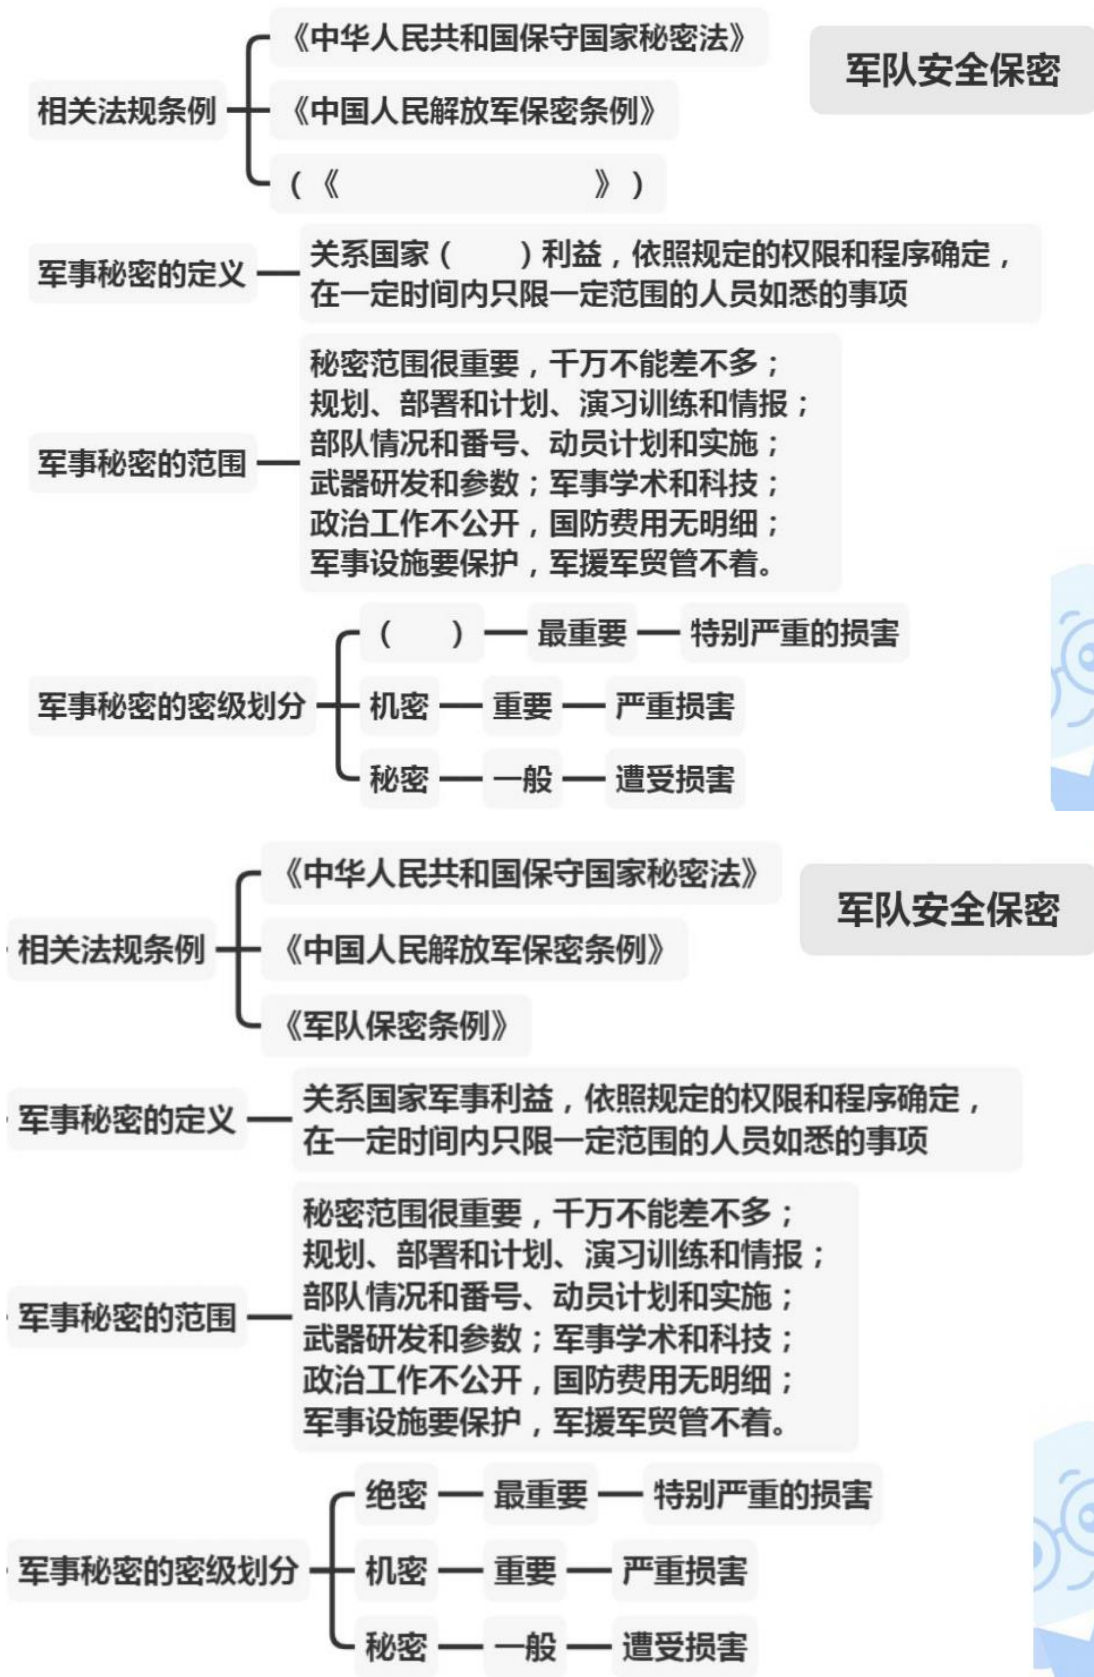 军队安全保密
相关法规条例
《中华人民共和国保守国家秘密法》
《中国人民解放军保密条例》
（《 》）
军事秘密的定义
关系国家（ ）利益，依照规定的权限和程序确定，
在一定时间内只限一定范围的人员如悉的事项
军事秘密的范围
秘密范围很重要，千万不能差不多；
规划、部署和计划、演习训练和情报；
部队情况和番号、动员计划和实施；
武器研发和参数；军事学术和科技；
政治工作不公开，国防费用无明细；
军事设施要保护，军援军贸管不着。
军事秘密的密级划分
（ ） 最重要 特别严重的损害
机密 重要 严重损害
秘密 一般 遭受损害
军队安全保密
相关法规条例
《中华人民共和国保守国家秘密法》
《中国人民解放军保密条例》
《军队保密条例》
军事秘密的定义
关系国家军事利益，依照规定的权限和程序确定，
在一定时间内只限一定范围的人员如悉的事项
军事秘密的范围
秘密范围很重要，千万不能差不多；
规划、部署和计划、演习训练和情报；
部队情况和番号、动员计划和实施；
武器研发和参数；军事学术和科技；
政治工作不公开，国防费用无明细；
军事设施要保护，军援军贸管不着。
军事秘密的密级划分
绝密 最重要 特别严重的损害
机密 重要 严重损害
秘密 一般 遭受损害